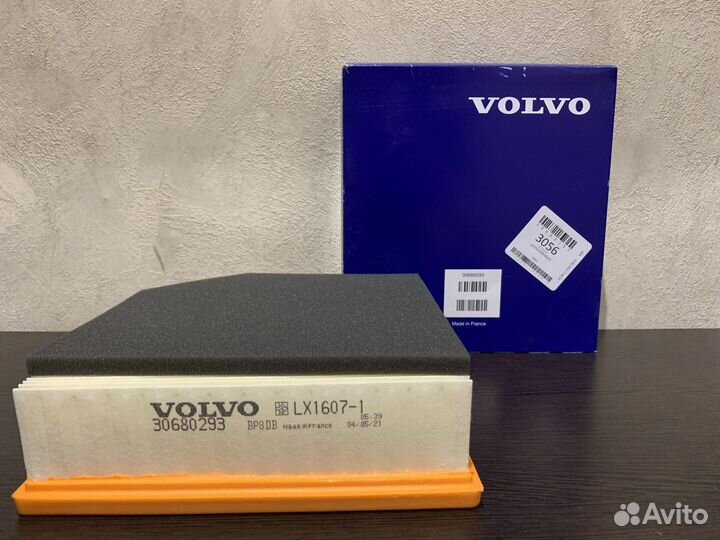 VOLVO
3056
30680293
Made in France
VOLVO LX1607-1
30680293 BP8DB Made in France 05:39
04/05/21
Avito